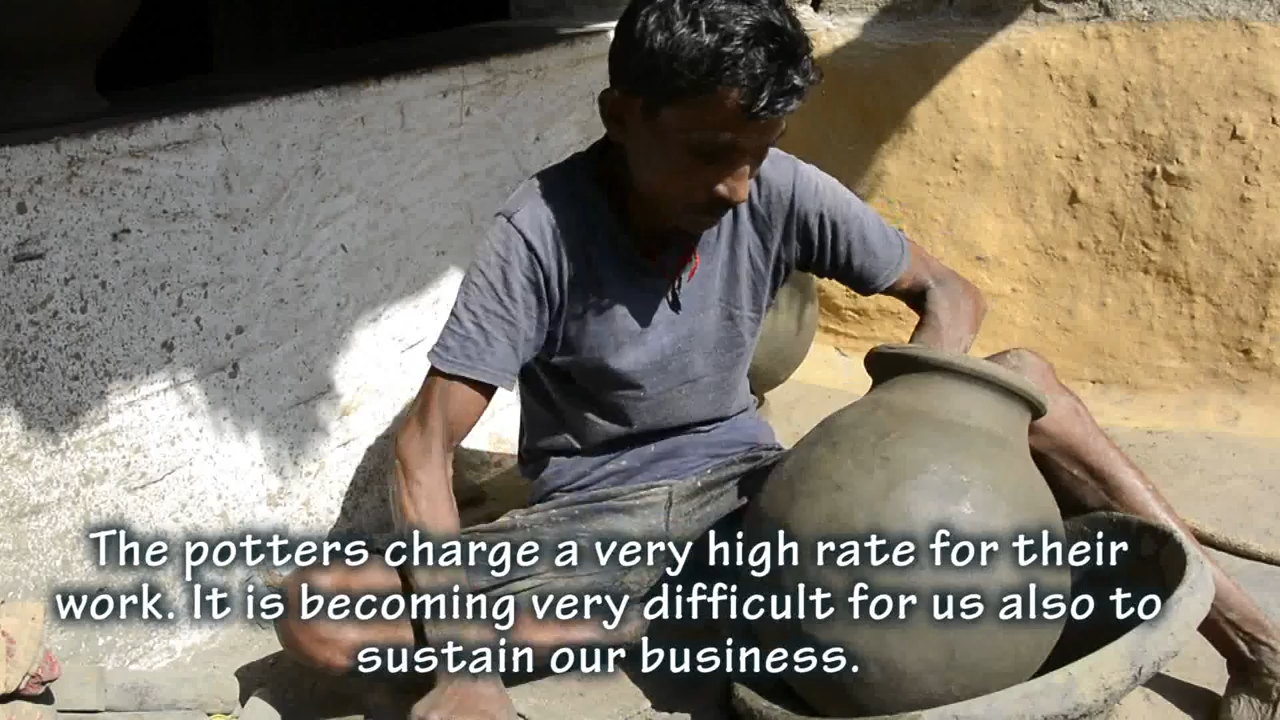 The potters charge a very high rate for their
work. It is becoming very difficult for us also to
sustain our business.